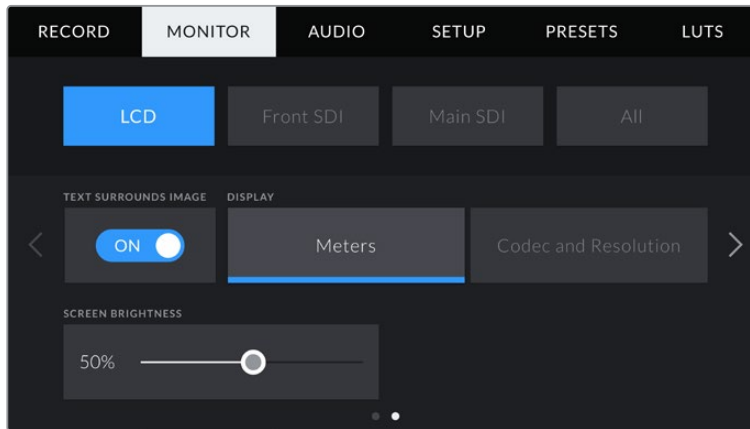 RECORD MONITOR AUDIO SETUP PRESETS LUTS
LCD Front SDI Main SDI All
TEXT SURROUNDS IMAGE DISPLAY
ON Meters Codec and Resolution
SCREEN BRIGHTNESS
50%